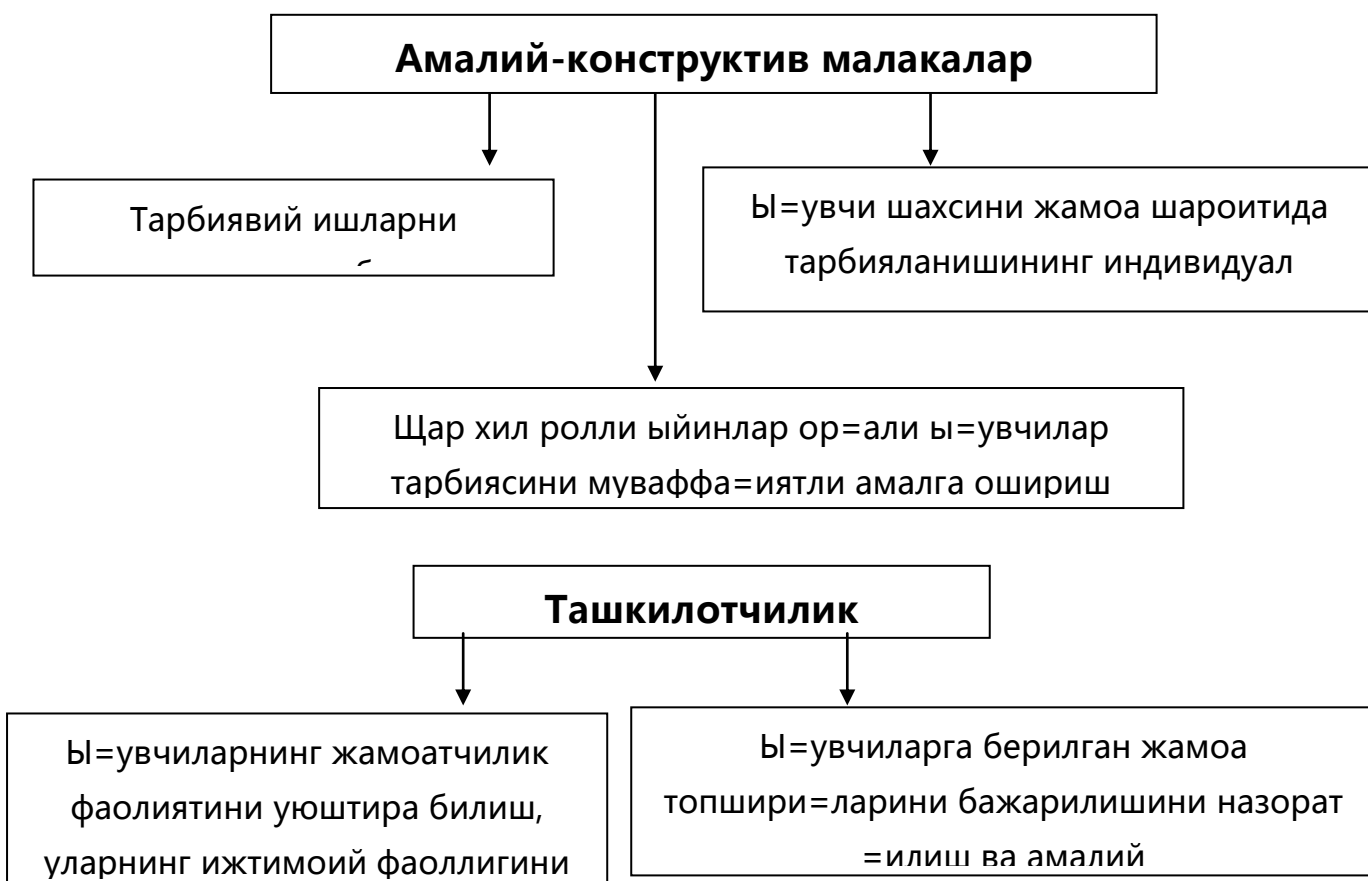 Амалий-конструктив малакалар
Тарбиявий ишларни
Ы=увчи шахсини жамоа шароитида
тарбияланишининг индивидуал
Щар хил ролли ыйинлар ор=али ы=увчилар
тарбиясини муваффа=иятли амалга ошириш
Ташкилотчилик
Ы=увчиларнинг жамоатчилик
фаолиятини уюштира билиш,
уларнинг ижтимоий фаоллигини
Ы=увчиларга берилган жамоа
топшири=ларини бажарилишини назорат
=илиш ва амалий